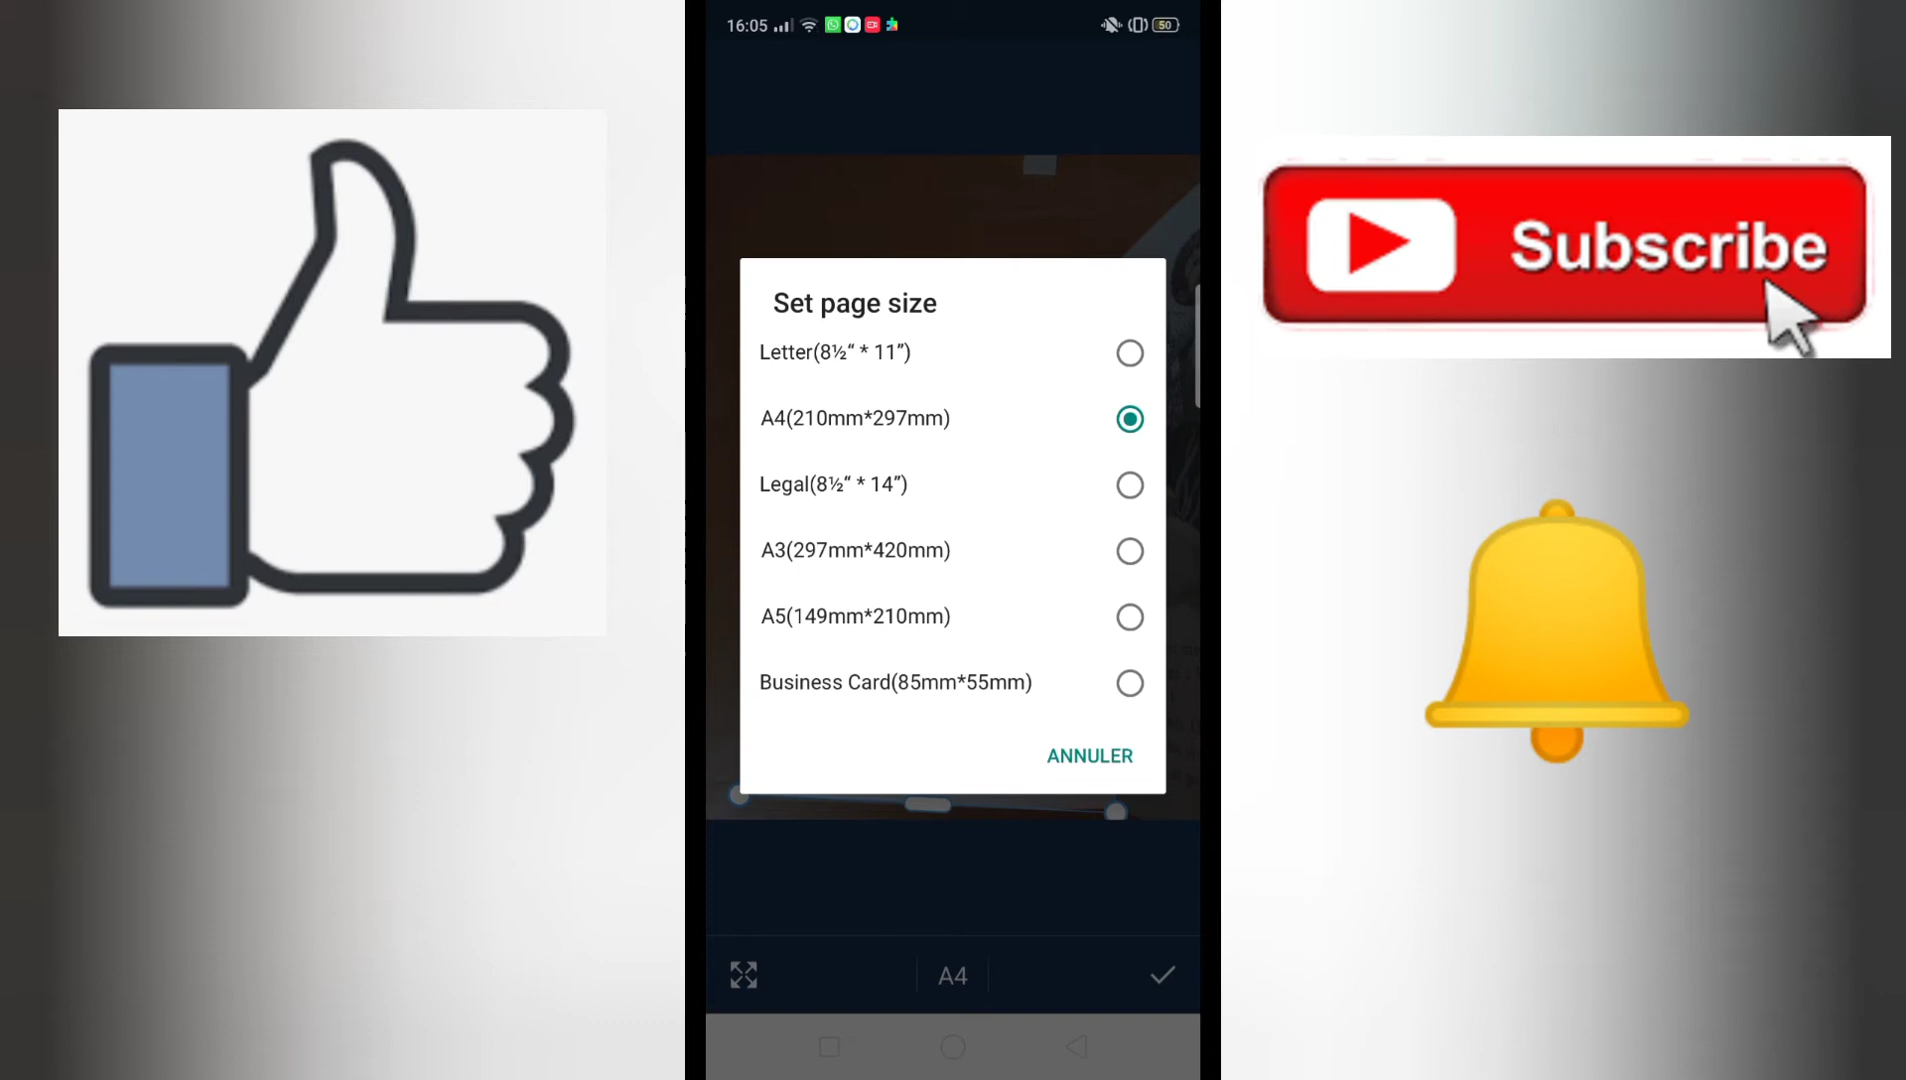 16:05
50
Subscribe
Set page size
Letter(8½“ * 11”)
A4(210mm*297mm)
Legal(8½“ * 14”)
A3(297mm*420mm)
A5(149mm*210mm)
Business Card(85mm*55mm)
ANNULER
A4